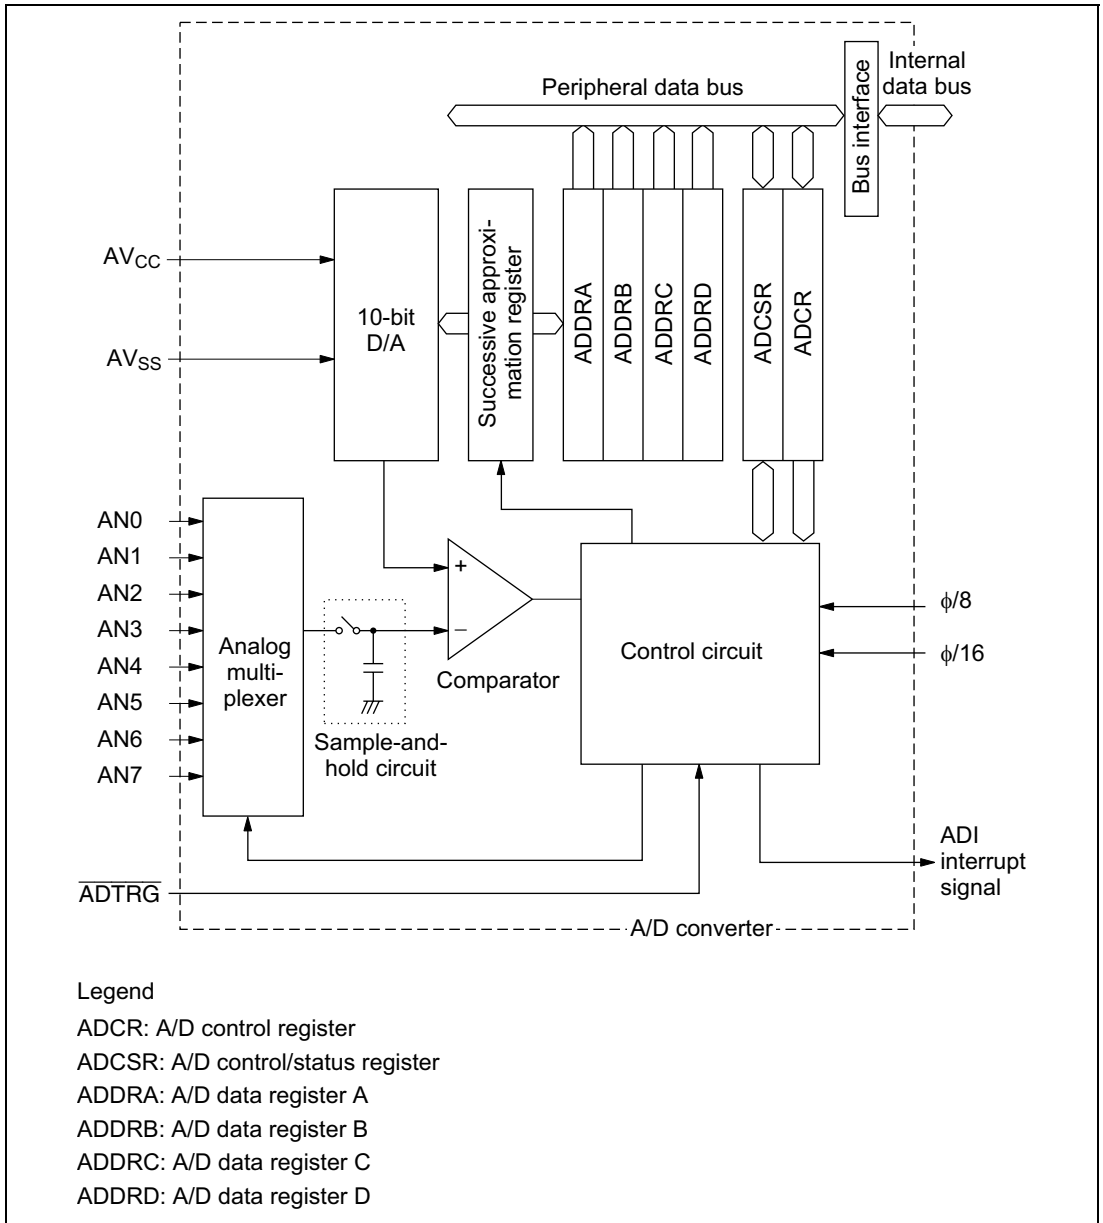 Peripheral data bus
Internal
data bus
Bus interface
AVCC
AVSS
10-bit
D/A
Successive approxi-
mation register
ADDRA
ADDRB
ADDRC
ADDRD
ADCSR
ADCR
AN0
AN1
AN2
AN3
AN4
AN5
AN6
AN7
Analog
multi-
plexer
Sample-and-
hold circuit
+
−
Comparator
Control circuit
ϕ/8
ϕ/16
ADI
interrupt
signal
ADTRG
A/D converter
Legend
ADCR: A/D control register
ADCSR: A/D control/status register
ADDRA: A/D data register A
ADDRB: A/D data register B
ADDRC: A/D data register C
ADDRD: A/D data register D